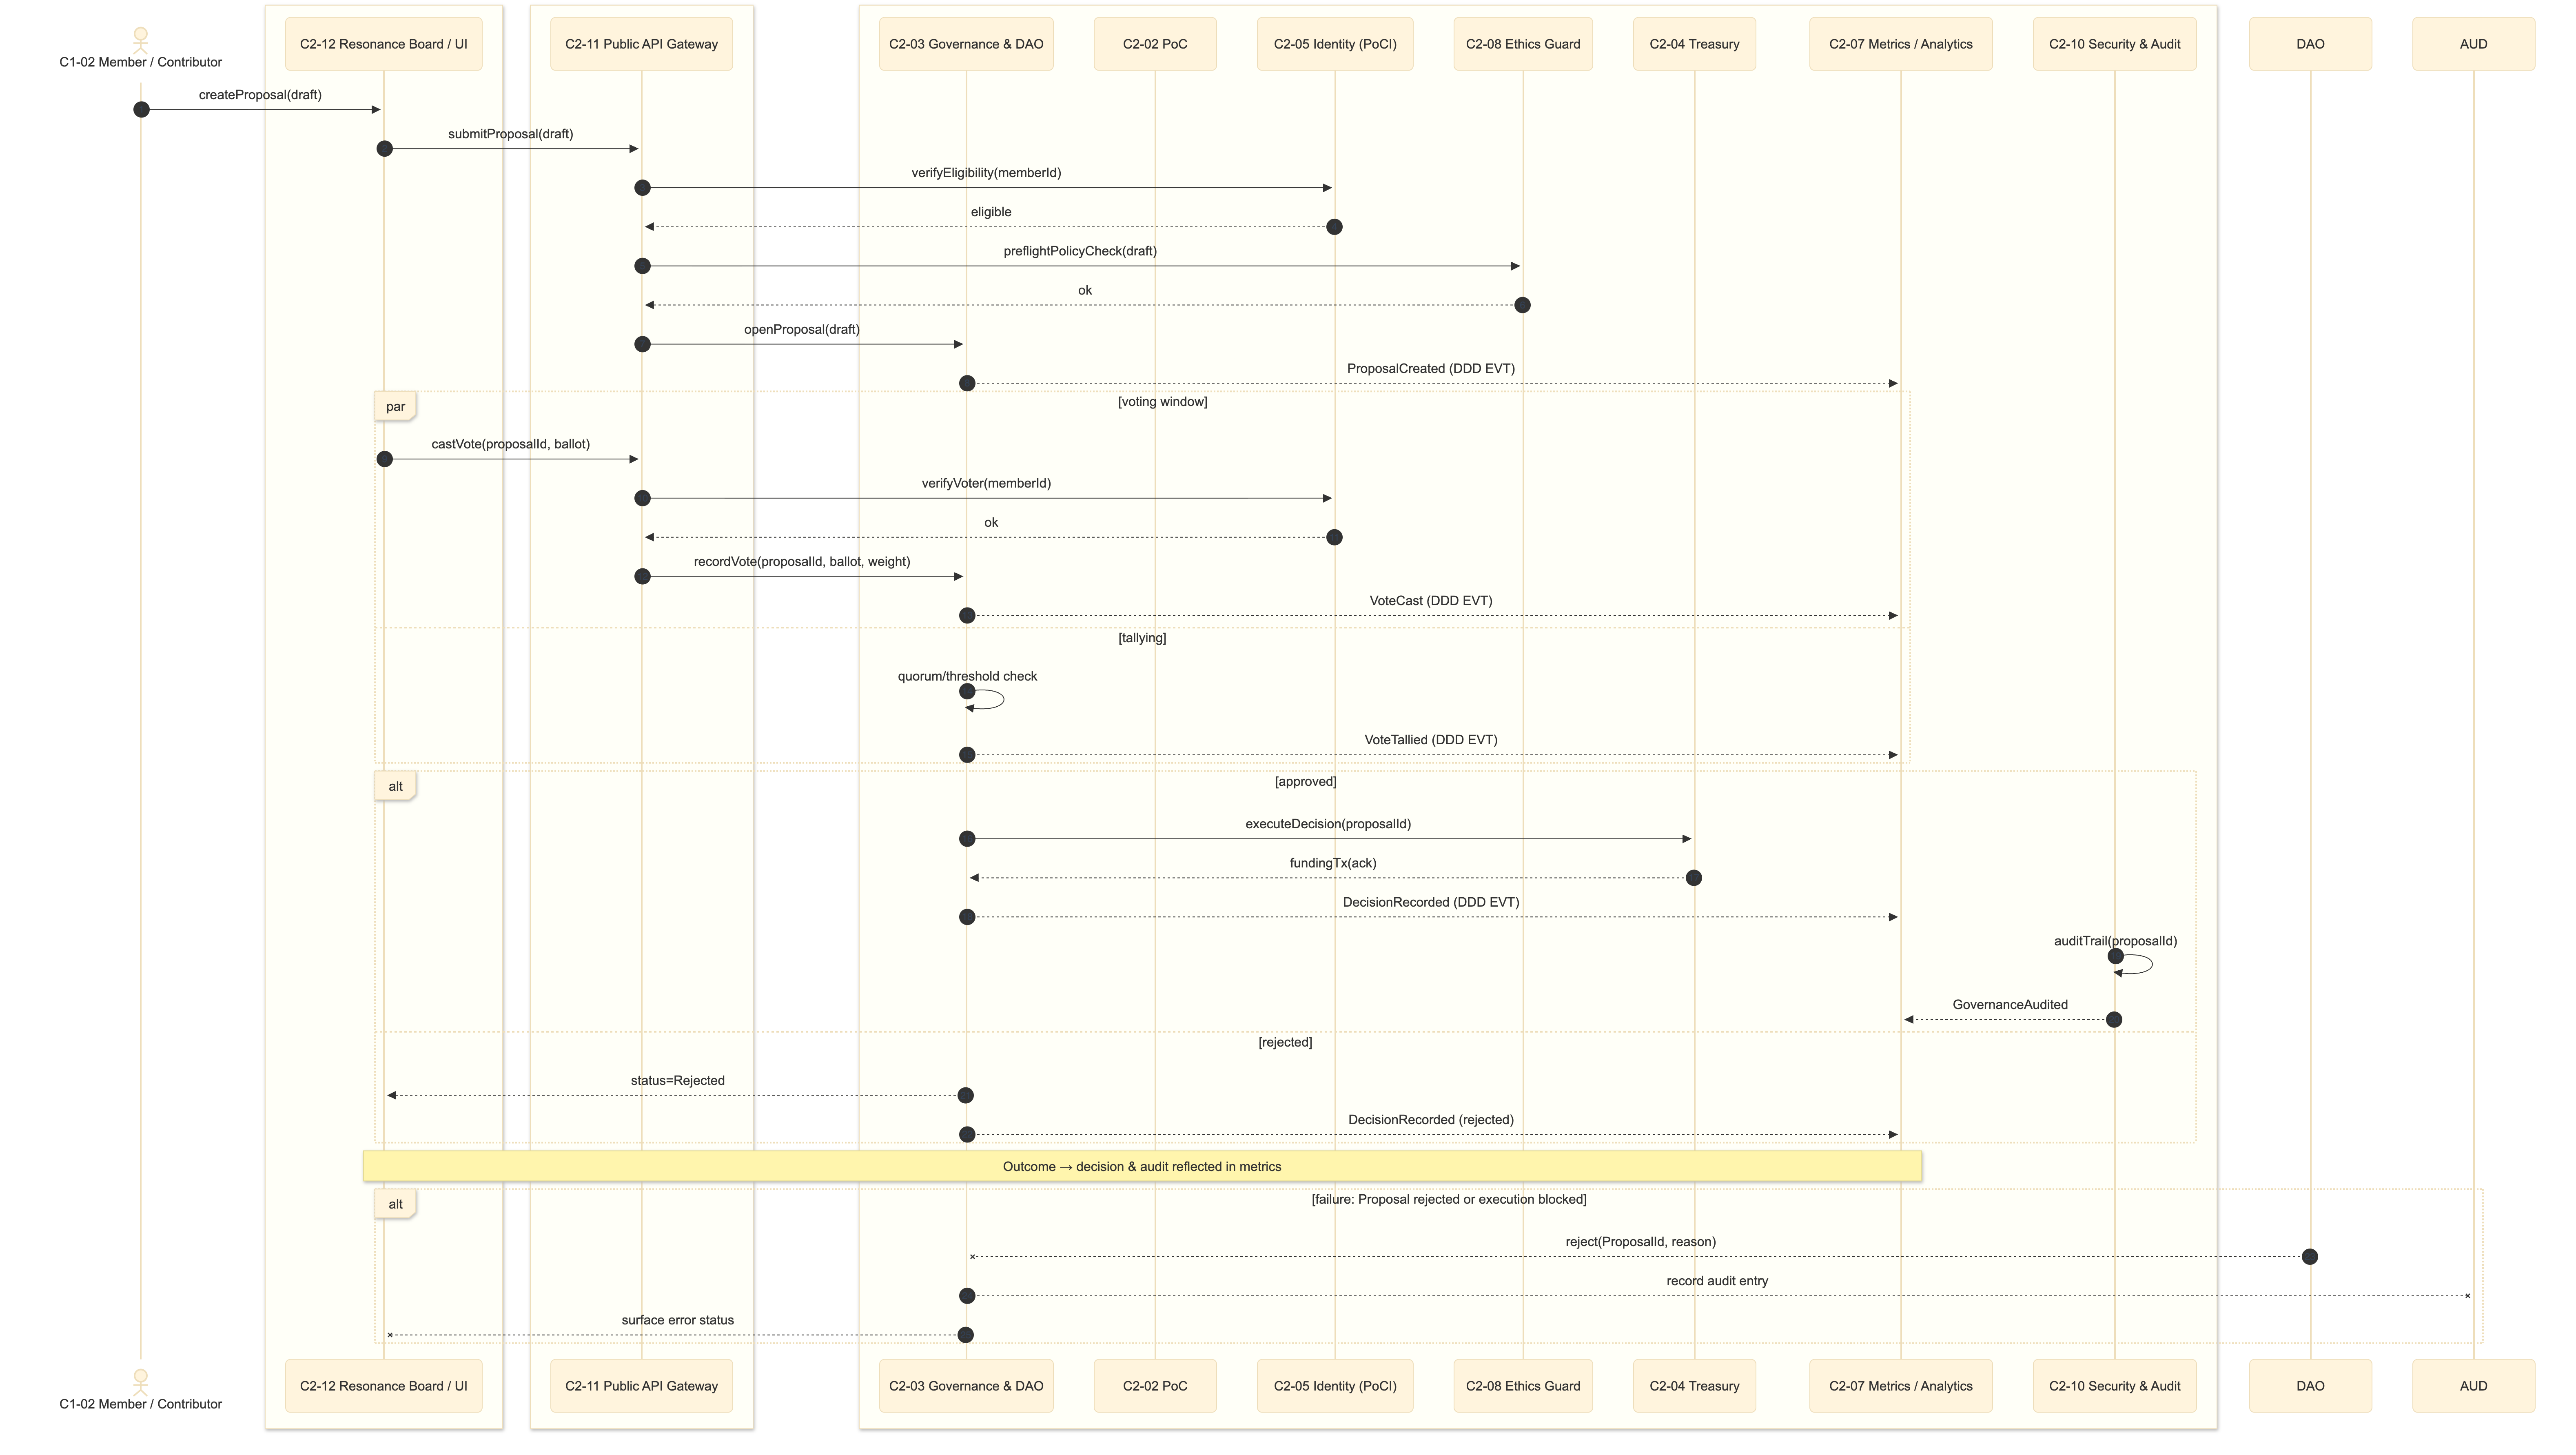 C1-02 Member / Contributor
C2-12 Resonance Board / UI
C2-11 Public API Gateway
C2-03 Governance & DAO
C2-02 PoC
C2-05 Identity (PoCI)
C2-08 Ethics Guard
C2-04 Treasury
C2-07 Metrics / Analytics
C2-10 Security & Audit
DAO
AUD
createProposal(draft)
submitProposal(draft)
verifyEligibility(memberId)
eligible
preflightPolicyCheck(draft)
ok
openProposal(draft)
ProposalCreated (DDD EVT)
par
[voting window]
castVote(proposalId, ballot)
verifyVoter(memberId)
ok
recordVote(proposalId, ballot, weight)
VoteCast (DDD EVT)
[tallying]
quorum/threshold check
VoteTallied (DDD EVT)
alt
[approved]
executeDecision(proposalId)
fundingTx(ack)
DecisionRecorded (DDD EVT)
auditTrail(proposalId)
GovernanceAudited
[rejected]
status=Rejected
DecisionRecorded (rejected)
Outcome → decision & audit reflected in metrics
alt
[failure: Proposal rejected or execution blocked]
reject(ProposalId, reason)
record audit entry
surface error status
C1-02 Member / Contributor
C2-12 Resonance Board / UI
C2-11 Public API Gateway
C2-03 Governance & DAO
C2-02 PoC
C2-05 Identity (PoCI)
C2-08 Ethics Guard
C2-04 Treasury
C2-07 Metrics / Analytics
C2-10 Security & Audit
DAO
AUD